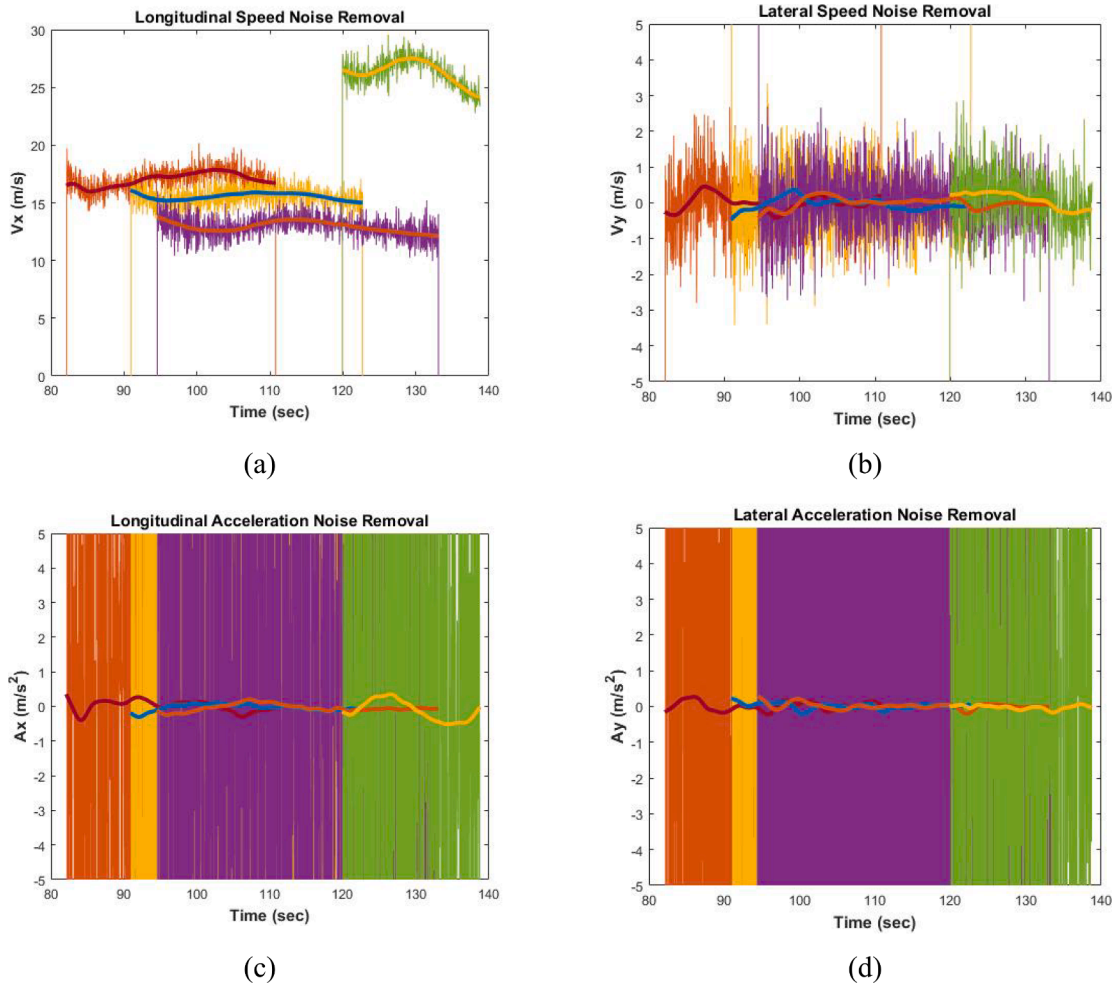 Longitudinal Speed Noise Removal
30
25
20
15
10
5
0
Vx (m/s)
80 90 100 110 120 130 140
Time (sec)
(a)
Lateral Speed Noise Removal
5
4
3
2
1
0
-1
-2
-3
-4
-5
Vy (m/s)
80 90 100 110 120 130 140
Time (sec)
(b)
Longitudinal Acceleration Noise Removal
5
4
3
2
1
0
-1
-2
-3
-4
-5
Ax (m/s²)
80 90 100 110 120 130 140
Time (sec)
(c)
Lateral Acceleration Noise Removal
5
4
3
2
1
0
-1
-2
-3
-4
-5
Ay (m/s²)
80 90 100 110 120 130 140
Time (sec)
(d)